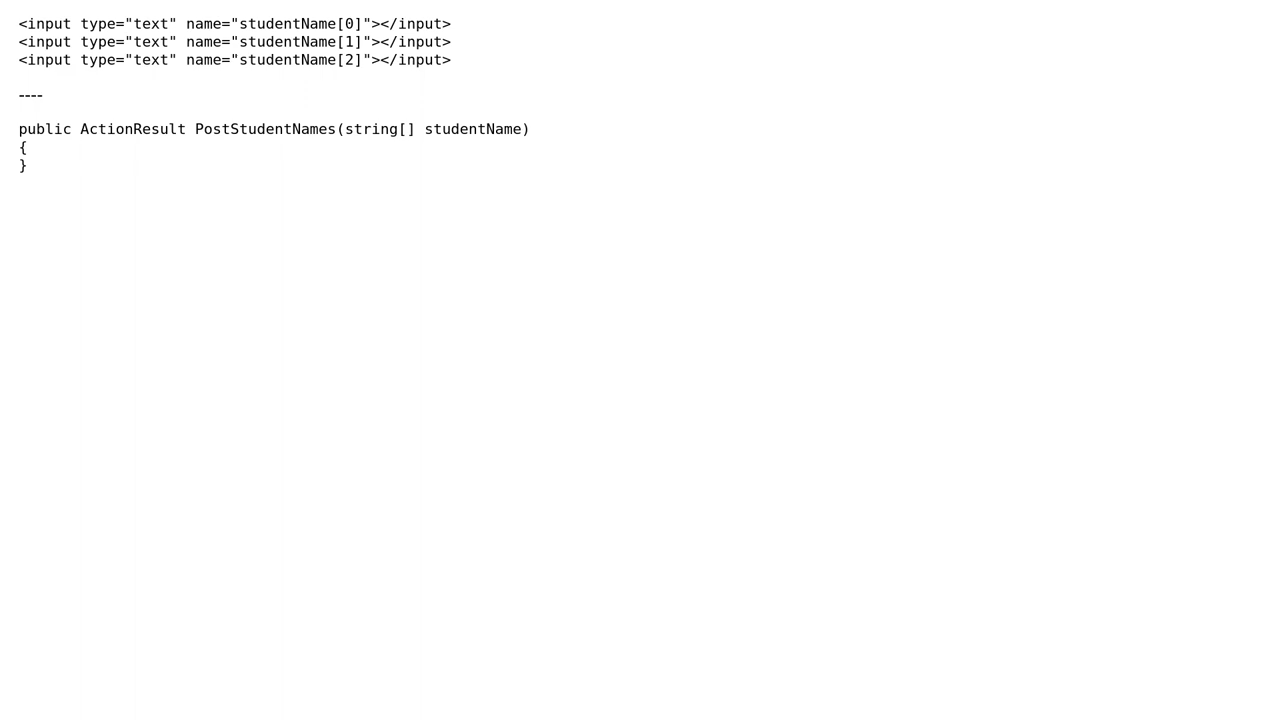 <input type="text" name="studentName[0]"></input>
<input type="text" name="studentName[1]"></input>
<input type="text" name="studentName[2]"></input>
----
public ActionResult PostStudentNames(string[] studentName)
{
}